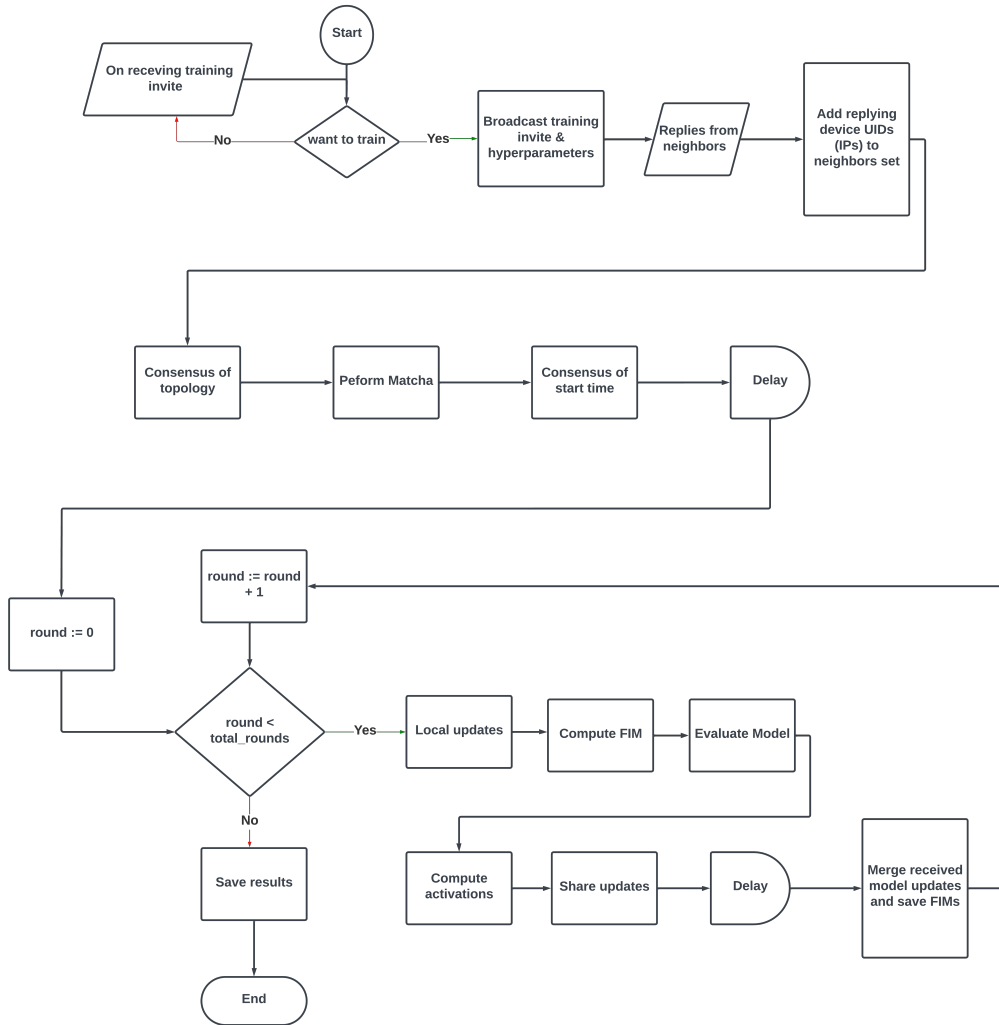 Start
On receving training
invite
want to train
No
Yes
Broadcast training
invite &
hyperparameters
Replies from
neighbors
Add replying
device UIDs
(IPs) to
neighbors set
Consensus of
topology
Peform Matcha
Consensus of
start time
Delay
round := 0
round := round
+ 1
round <
total_rounds
Yes
No
Local updates
Compute FIM
Evaluate Model
Compute
activations
Share updates
Delay
Merge received
model updates
and save FIMs
Save results
End